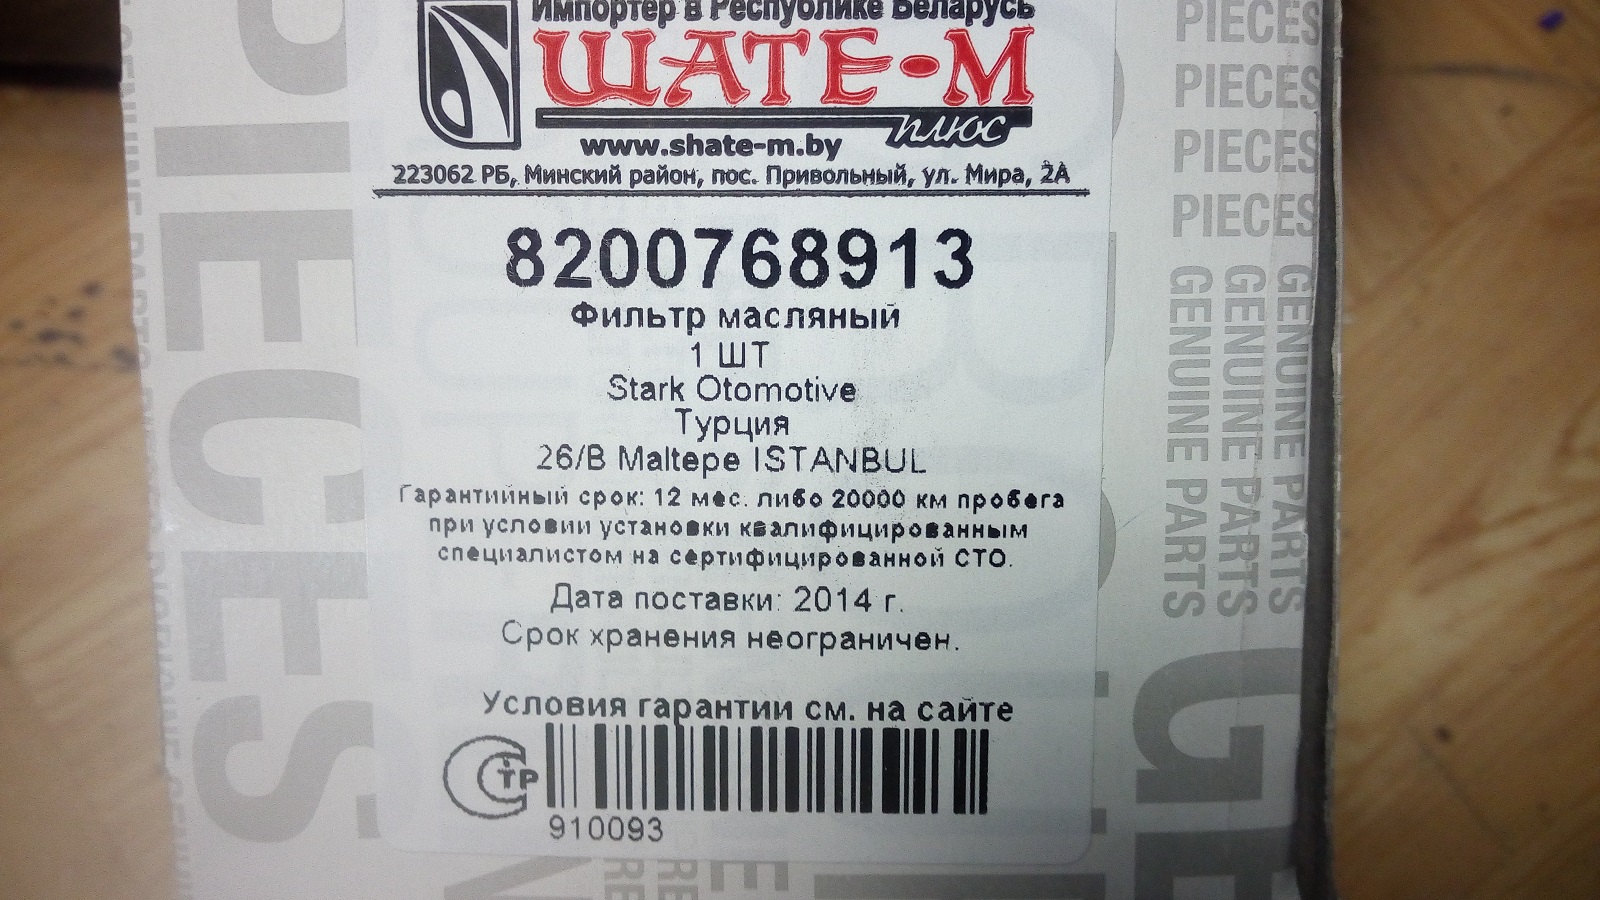 Импортер в Республике Беларусь
ШАТЕ-М
плюс
www.shate-m.by
223062 РБ, Минский район, пос. Привольный, ул. Мира, 2А
8200768913
Фильтр масляный
1 ШТ
Stark Otomotive
Турция
26/B Maltepe ISTANBUL
Гарантийный срок: 12 мес. либо 20000 км пробега
при условии установки квалифицированным
специалистом на сертифицированной СТО.
Дата поставки: 2014 г.
Срок хранения неограничен.
Условия гарантии см. на сайте
ТР
910093
PIECES
PIECES
PIECES
PIECES
PIECES
GENUINE PARTS
GENUINE PARTS
GENUINE PARTS